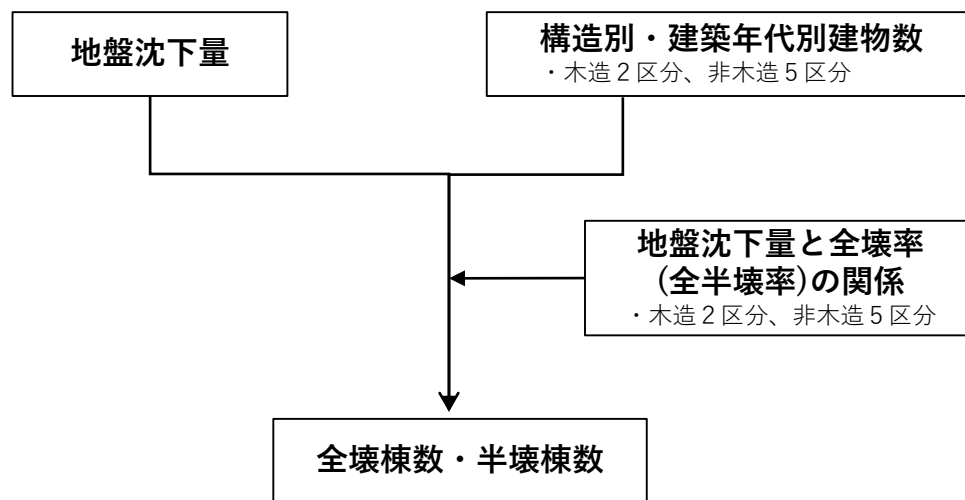 地盤沈下量
構造別・建築年代別建物数
・木造２区分、非木造５区分
地盤沈下量と全壊率
(全半壊率)の関係
・木造２区分、非木造５区分
全壊棟数・半壊棟数